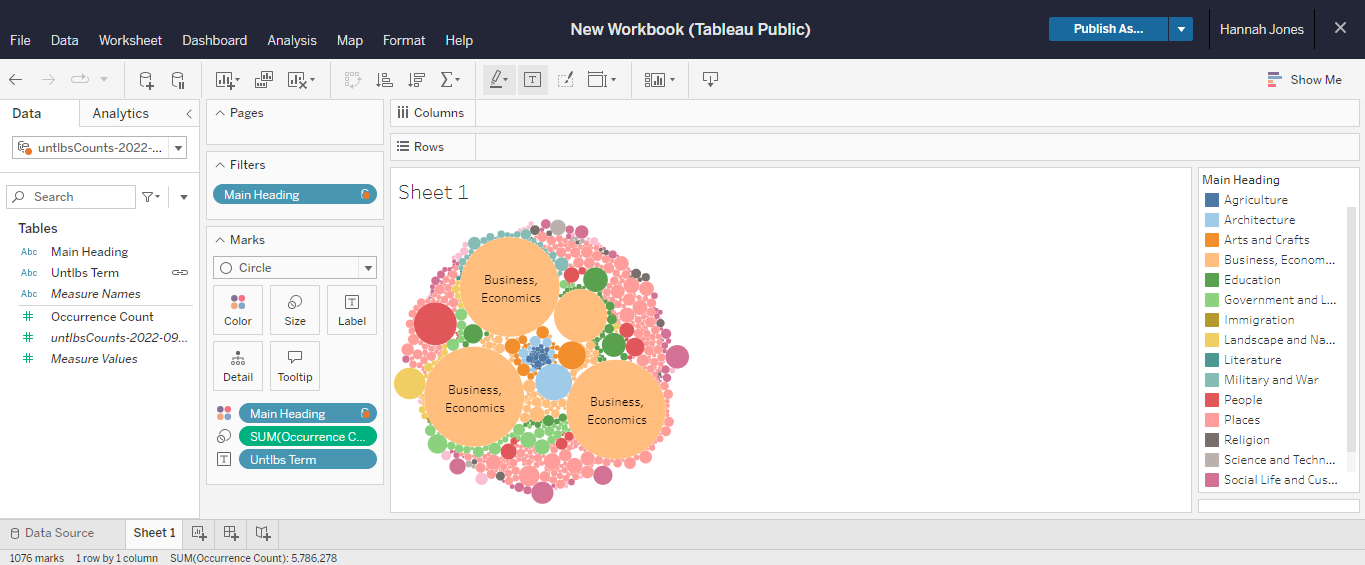 New Workbook (Tableau Public)
Publish As...
Hannah Jones
File Data Worksheet Dashboard Analysis Map Format Help
Show Me
Data Analytics
untlbsCounts-2022-...
Search
Tables
Abc Main Heading
Abc Untlbs Term
Abc Measure Names
Occurrence Count
untlbsCounts-2022-09...
Measure Values
Pages
Filters
Main Heading
Marks
Circle
Color Size Label
Detail Tooltip
Main Heading
SUM(Occurrence C...
Untlbs Term
Columns
Rows
Sheet 1
Business,
Economics
Business,
Economics
Business,
Economics
Main Heading
Agriculture
Architecture
Arts and Crafts
Business, Econom...
Education
Government and L...
Immigration
Landscape and Na...
Literature
Military and War
People
Places
Religion
Science and Techn...
Social Life and Cus...
Data Source Sheet 1
1076 marks 1 row by 1 column SUM(Occurrence Count): 5,786,278